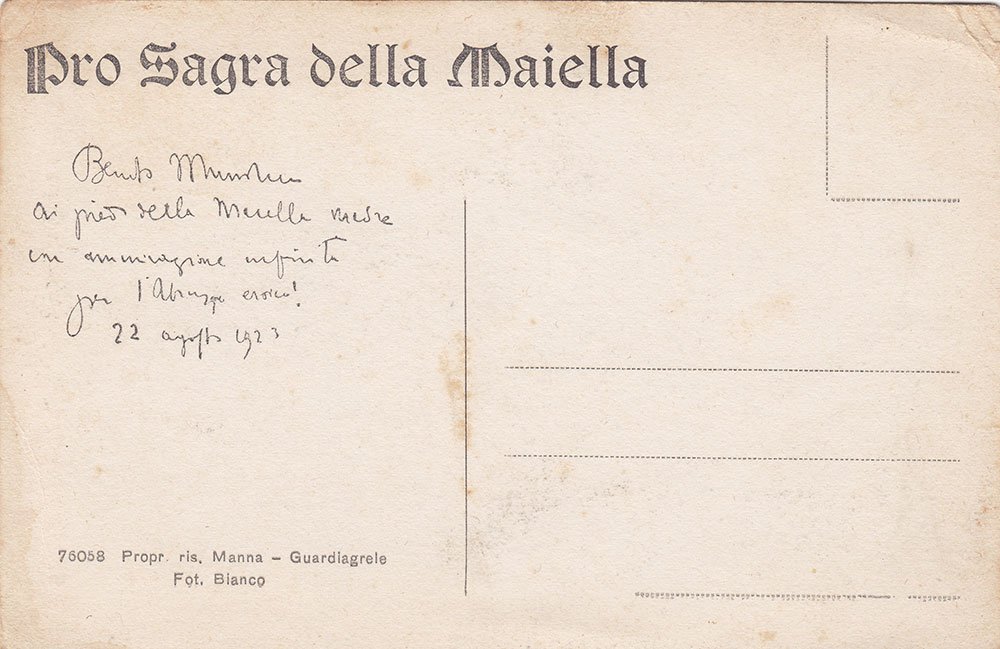 Pro Sagra della Maiella
Benito Mussolini
ai piedi della Maiella madre
con ammirazione infinita
per l'Abruzzo eroico!
22 agosto 1923
76058 Propr. ris. Manna – Guardiagrele
Fot. Bianco